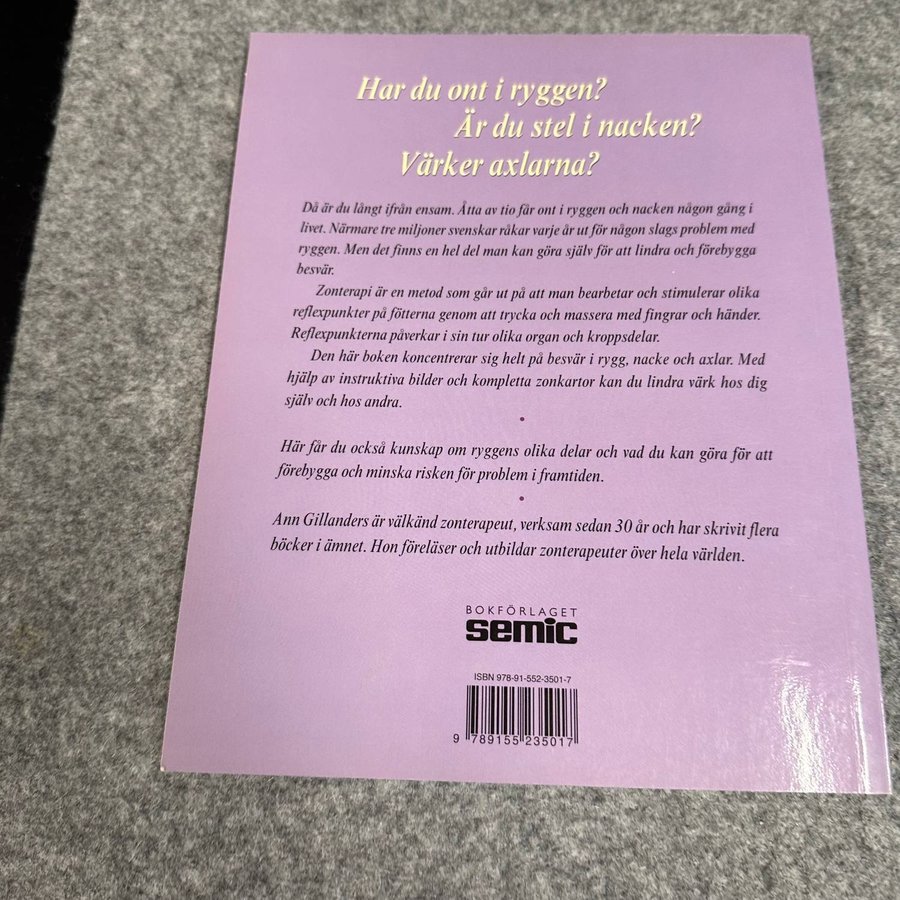 Har du ont i ryggen?
Är du stel i nacken?
Värker axlarna?
Då är du långt ifrån ensam. Åtta av tio får ont i ryggen och nacken någon gång i
livet. Närmare tre miljoner svenskar råkar varje år ut för någon slags problem med
ryggen. Men det finns en hel del man kan göra själv för att lindra och förebygga
besvär.
Zonterapi är en metod som går ut på att man bearbetar och stimulerar olika
reflexpunkter på fötterna genom att trycka och massera med fingrar och händer.
Reflexpunkterna påverkar i sin tur olika organ och kroppsdelar.
Den här boken koncentrerar sig helt på besvär i rygg, nacke och axlar. Med
hjälp av instruktiva bilder och kompletta zonkartor kan du lindra värk hos dig
själv och hos andra.
•
Här får du också kunskap om ryggens olika delar och vad du kan göra för att
förebygga och minska risken för problem i framtiden.
•
Ann Gillanders är välkänd zonterapeut, verksam sedan 30 år och har skrivit flera
böcker i ämnet. Hon föreläser och utbildar zonterapeuter över hela världen.
BOKFÖRLAGET
semic
ISBN 978-91-552-3501-7
9 789155 235017